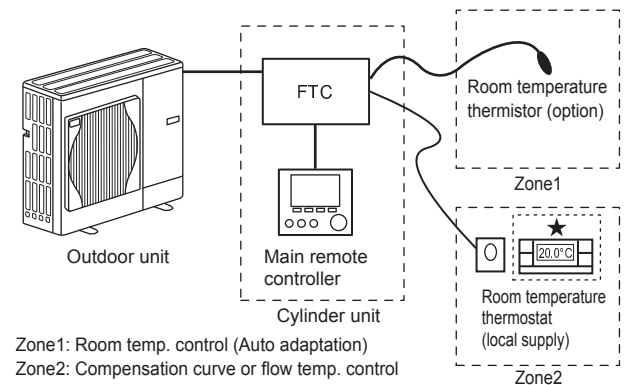 FTC
Room temperature
thermistor (option)
Zone1
Outdoor unit
Main remote
controller
Cylinder unit
20.0°C
Room temperature
thermostat
(local supply)
Zone2
Zone1: Room temp. control (Auto adaptation)
Zone2: Compensation curve or flow temp. control